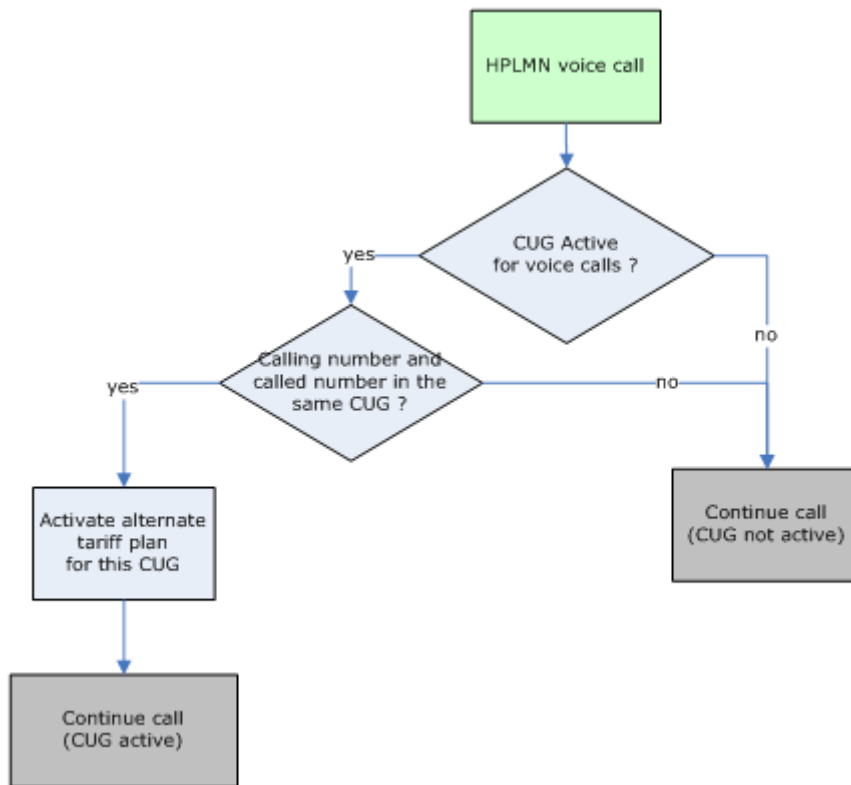 HPLMN voice call
CUG Active
for voice calls ?
yes
no
Calling number and
called number in the
same CUG ?
yes
no
Activate alternate
tariff plan
for this CUG
Continue call
(CUG not active)
Continue call
(CUG active)